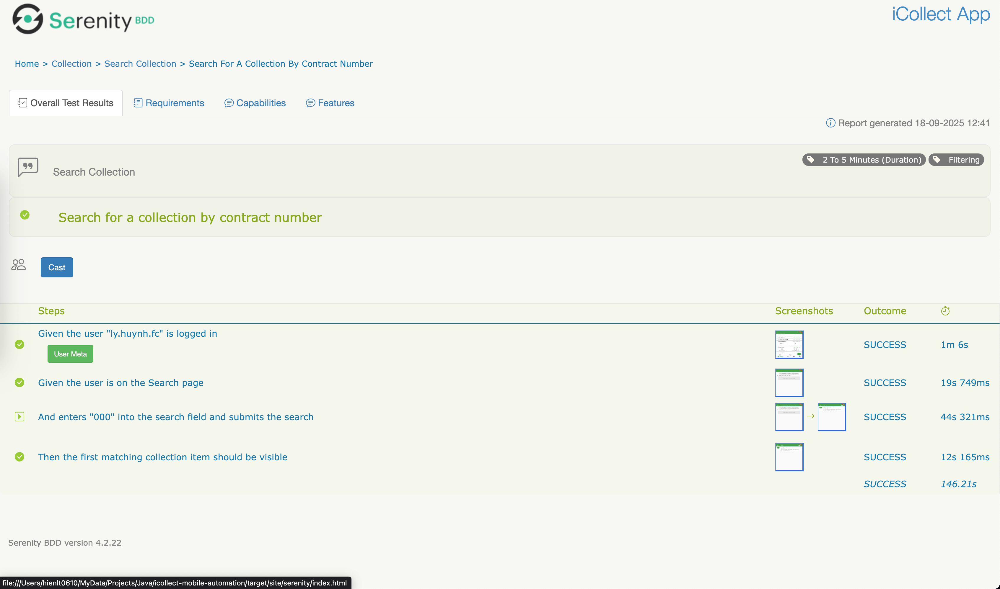 Serenity BDD
iCollect App
Home > Collection > Search Collection > Search For A Collection By Contract Number
Overall Test Results
Requirements
Capabilities
Features
Report generated 18-09-2025 12:41
Search Collection
2 To 5 Minutes (Duration)
Filtering
Search for a collection by contract number
Cast
Steps
Screenshots
Outcome
Given the user "ly.huynh.fc" is logged in
User Meta
SUCCESS
1m 6s
Given the user is on the Search page
SUCCESS
19s 749ms
And enters "000" into the search field and submits the search
SUCCESS
44s 321ms
Then the first matching collection item should be visible
SUCCESS
12s 165ms
SUCCESS
146.21s
Serenity BDD version 4.2.22
file:///Users/hienlt0610/MyData/Projects/Java/icollect-mobile-automation/target/site/serenity/index.html